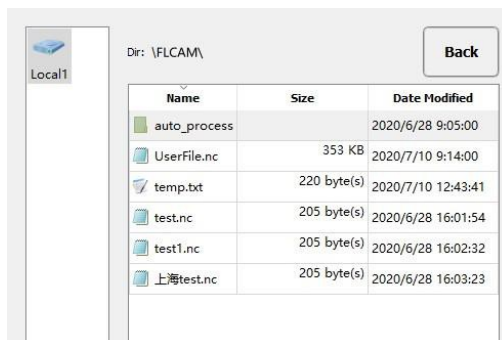 Local1
Dir: \FLCAM\
Back
Name Size Date Modified
auto_process 2020/6/28 9:05:00
UserFile.nc 353 KB 2020/7/10 9:14:00
temp.txt 220 byte(s) 2020/7/10 12:43:41
test.nc 205 byte(s) 2020/6/28 16:01:54
test1.nc 205 byte(s) 2020/6/28 16:02:32
上海test.nc 205 byte(s) 2020/6/28 16:03:23